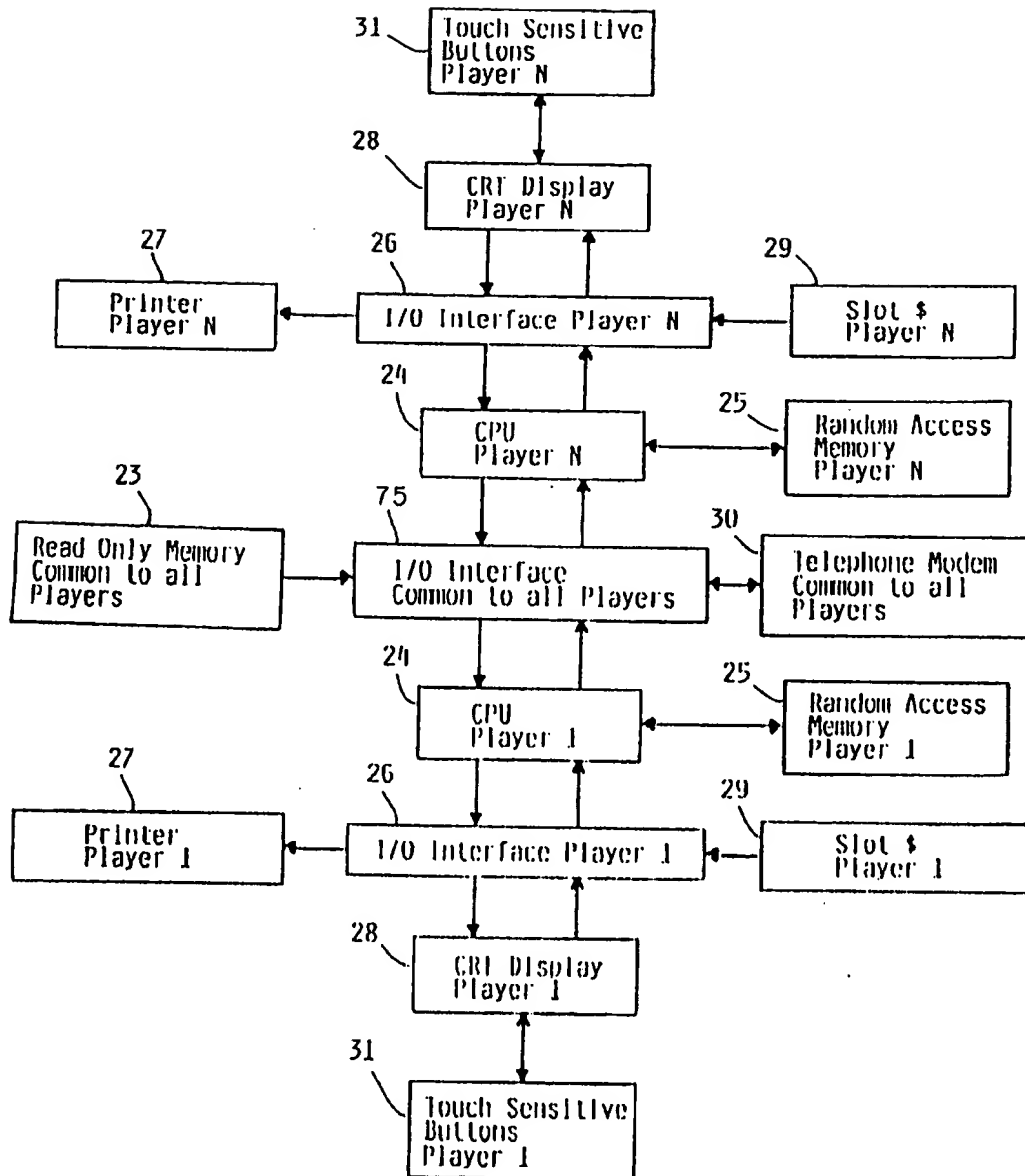 31
Touch Sensitive
Buttons
Player N
28
CRT Display
Player N
27
26
29
Printer
Player N
I/O Interface Player N
Slot $
Player N
24
25
CPU
Player N
Random Access
Memory
Player N
23
75
30
Read Only Memory
Common to all
Players
I/O Interface
Common to all Players
Telephone Modem
Common to all
Players
24
25
CPU
Player 1
Random Access
Memory
Player 1
27
26
29
Printer
Player 1
I/O Interface Player 1
Slot $
Player 1
28
CRT Display
Player 1
31
Touch Sensitive
Buttons
Player 1